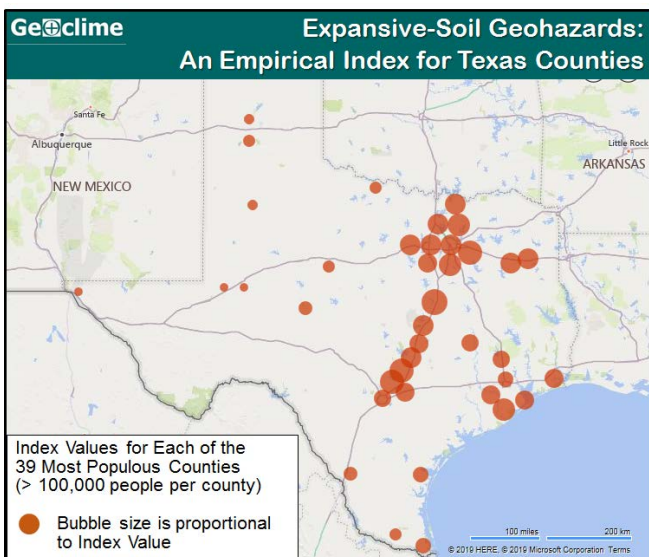 Geoclime
Expansive-Soil Geohazards:
An Empirical Index for Texas Counties
Santa Fe
Albuquerque
NEW MEXICO
Little Rock
ARKANSAS
Index Values for Each of the
39 Most Populous Counties
(> 100,000 people per county)
Bubble size is proportional
to Index Value
100 miles
200 km
© 2019 HERE, © 2019 Microsoft Corporation Terms